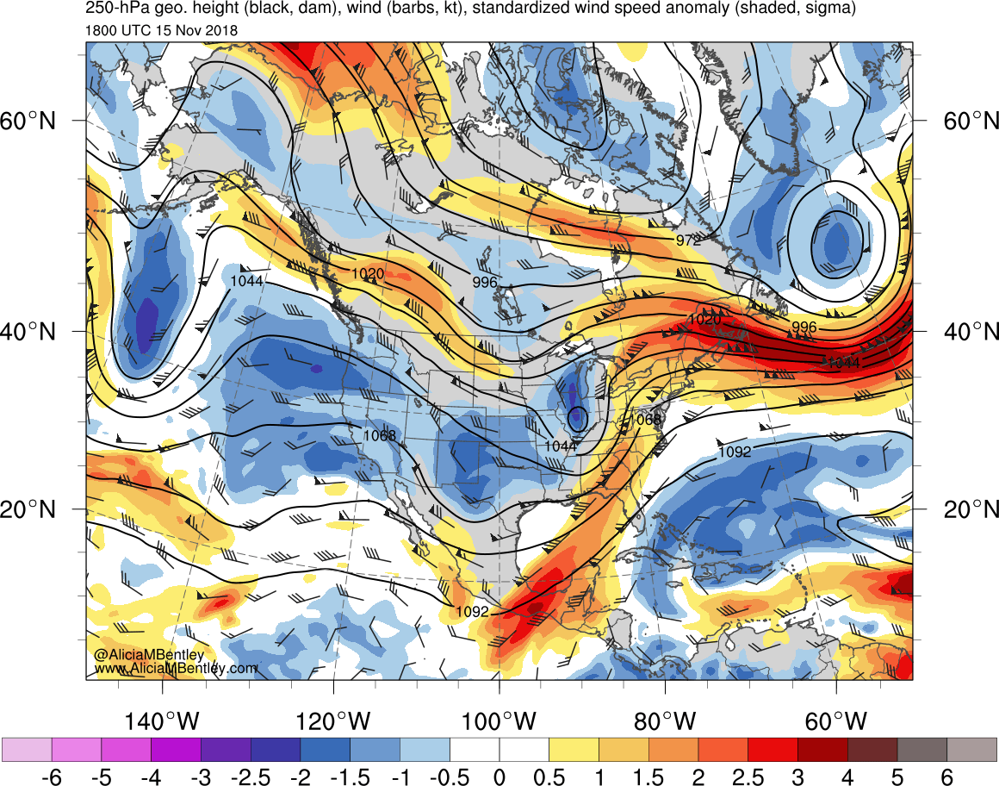 250-hPa geo. height (black, dam), wind (barbs, kt), standardized wind speed anomaly (shaded, sigma)
1800 UTC 15 Nov 2018
60°N 60°N
972
1020
1044 996
1020
996
40°N 40°N
1044
1068
1068
1044
1092
20°N 20°N
1092
@AliciaMBentley
www.AliciaMBentley.com
140°W 120°W 100°W 80°W 60°W
-6 -5 -4 -3 -2.5 -2 -1.5 -1 -0.5 0 0.5 1 1.5 2 2.5 3 4 5 6